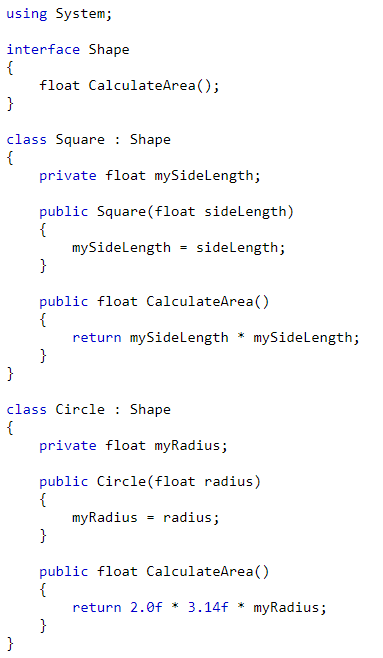 using System;

interface Shape
{
    float CalculateArea();
}

class Square : Shape
{
    private float mySideLength;

    public Square(float sideLength)
    {
        mySideLength = sideLength;
    }

    public float CalculateArea()
    {
        return mySideLength * mySideLength;
    }
}

class Circle : Shape
{
    private float myRadius;

    public Circle(float radius)
    {
        myRadius = radius;
    }

    public float CalculateArea()
    {
        return 2.0f * 3.14f * myRadius;
    }
}